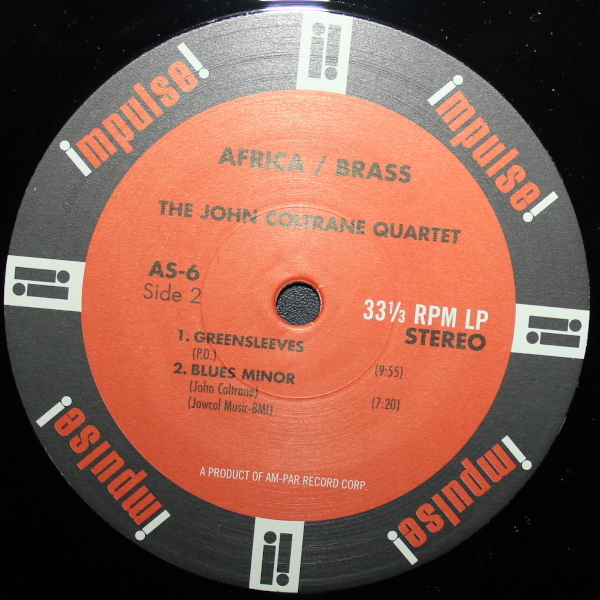 impulse!
impulse!
AFRICA / BRASS
THE JOHN COLTRANE QUARTET
AS-6
Side 2
33⅓ RPM LP
STEREO
1. GREENSLEEVES
(P.D.) (9:55)
2. BLUES MINOR
(John Coltrane)
(Jowcol Music-BMI) (7:20)
A PRODUCT OF AM-PAR RECORD CORP.
impulse!
impulse!